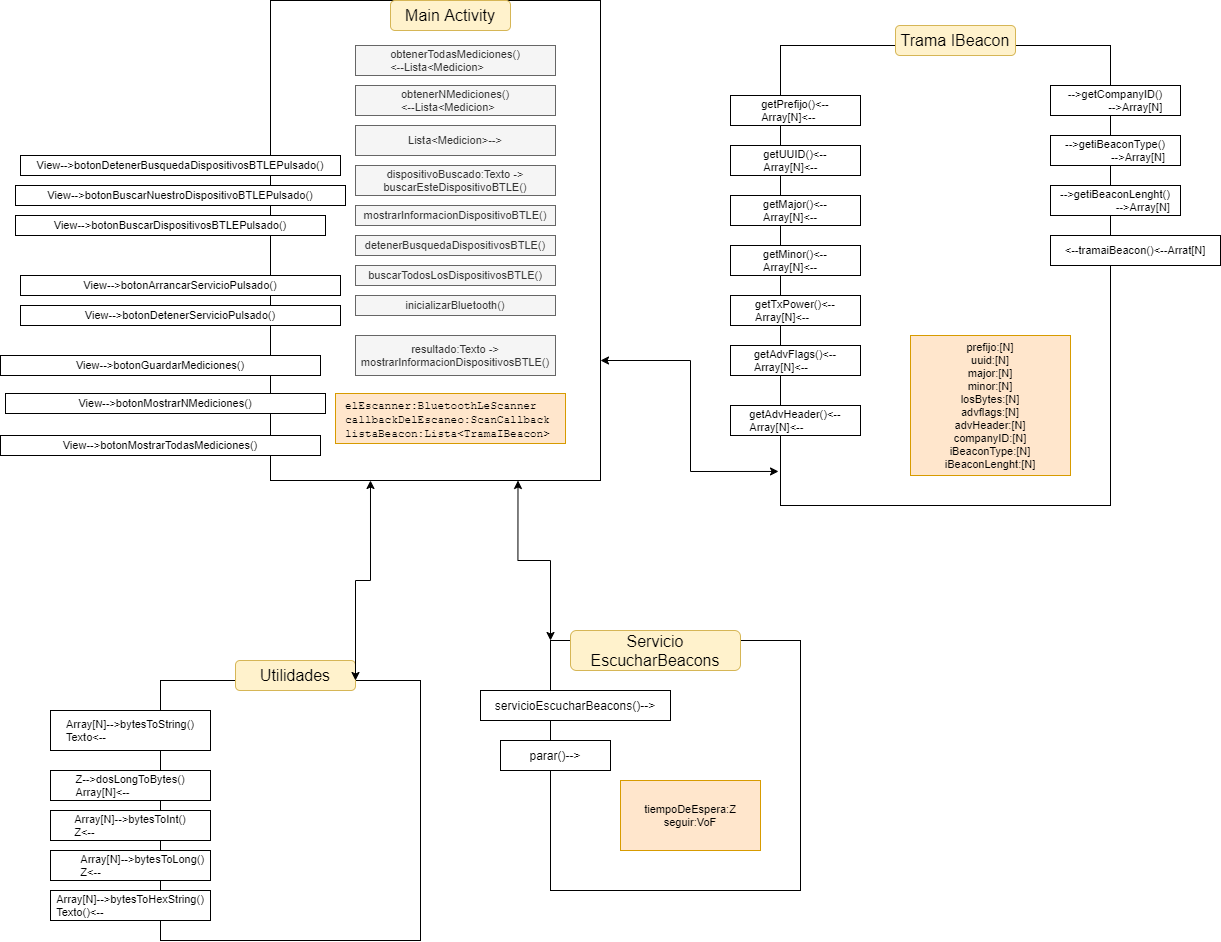 Main Activity
obtenerTodasMediciones()
<--Lista<Medicion>
obtenerNMediciones()
<--Lista<Medicion>
Lista<Medicion>-->
dispositivoBuscado:Texto ->
buscarEsteDispositivoBTLE()
mostrarInformacionDispositivoBTLE()
detenerBusquedaDispositivosBTLE()
buscarTodosLosDispositivosBTLE()
inicializarBluetooth()
resultado:Texto ->
mostrarInformacionDispositivoBTLE()
elEscanner:BluetoothLeScanner
callbackDelEscaneo:ScanCallback
listaBeacon:Lista<TramaIBeacon>
View-->botonDetenerBusquedaDispositivosBTLEPulsado()
View-->botonBuscarNuestroDispositivoBTLEPulsado()
View-->botonBuscarDispositivosBTLEPulsado()
View-->botonArrancarServicioPulsado()
View-->botonDetenerServicioPulsado()
View-->botonGuardarMediciones()
View-->botonMostrarNMediciones()
View-->botonMostrarTodasMediciones()
Trama IBeacon
getPrefijo()<--
Array[N]<--
getUUID()<--
Array[N]<--
getMajor()<--
Array[N]<--
getMinor()<--
Array[N]<--
getTxPower()<--
Array[N]<--
getAdvFlags()<--
Array[N]<--
getAdvHeader()<--
Array[N]<--
-->getCompanyID()
-->Array[N]
-->getiBeaconType()
-->Array[N]
-->getiBeaconLenght()
-->Array[N]
<--tramaiBeacon()<--Arrat[N]
prefijo:[N]
uuid:[N]
major:[N]
minor:[N]
losBytes:[N]
advflags:[N]
advHeader:[N]
companyID:[N]
iBeaconType:[N]
iBeaconLenght:[N]
Utilidades
Array[N]-->bytesToString()
Texto<--
Z-->dosLongToBytes()
Array[N]<--
Array[N]-->bytesToInt()
Z<--
Array[N]-->bytesToLong()
Z<--
Array[N]-->bytesToHexString()
Texto()<--
Servicio
EscucharBeacons
servicioEscucharBeacons()-->
parar()-->
tiempoDeEspera:Z
seguir:VoF